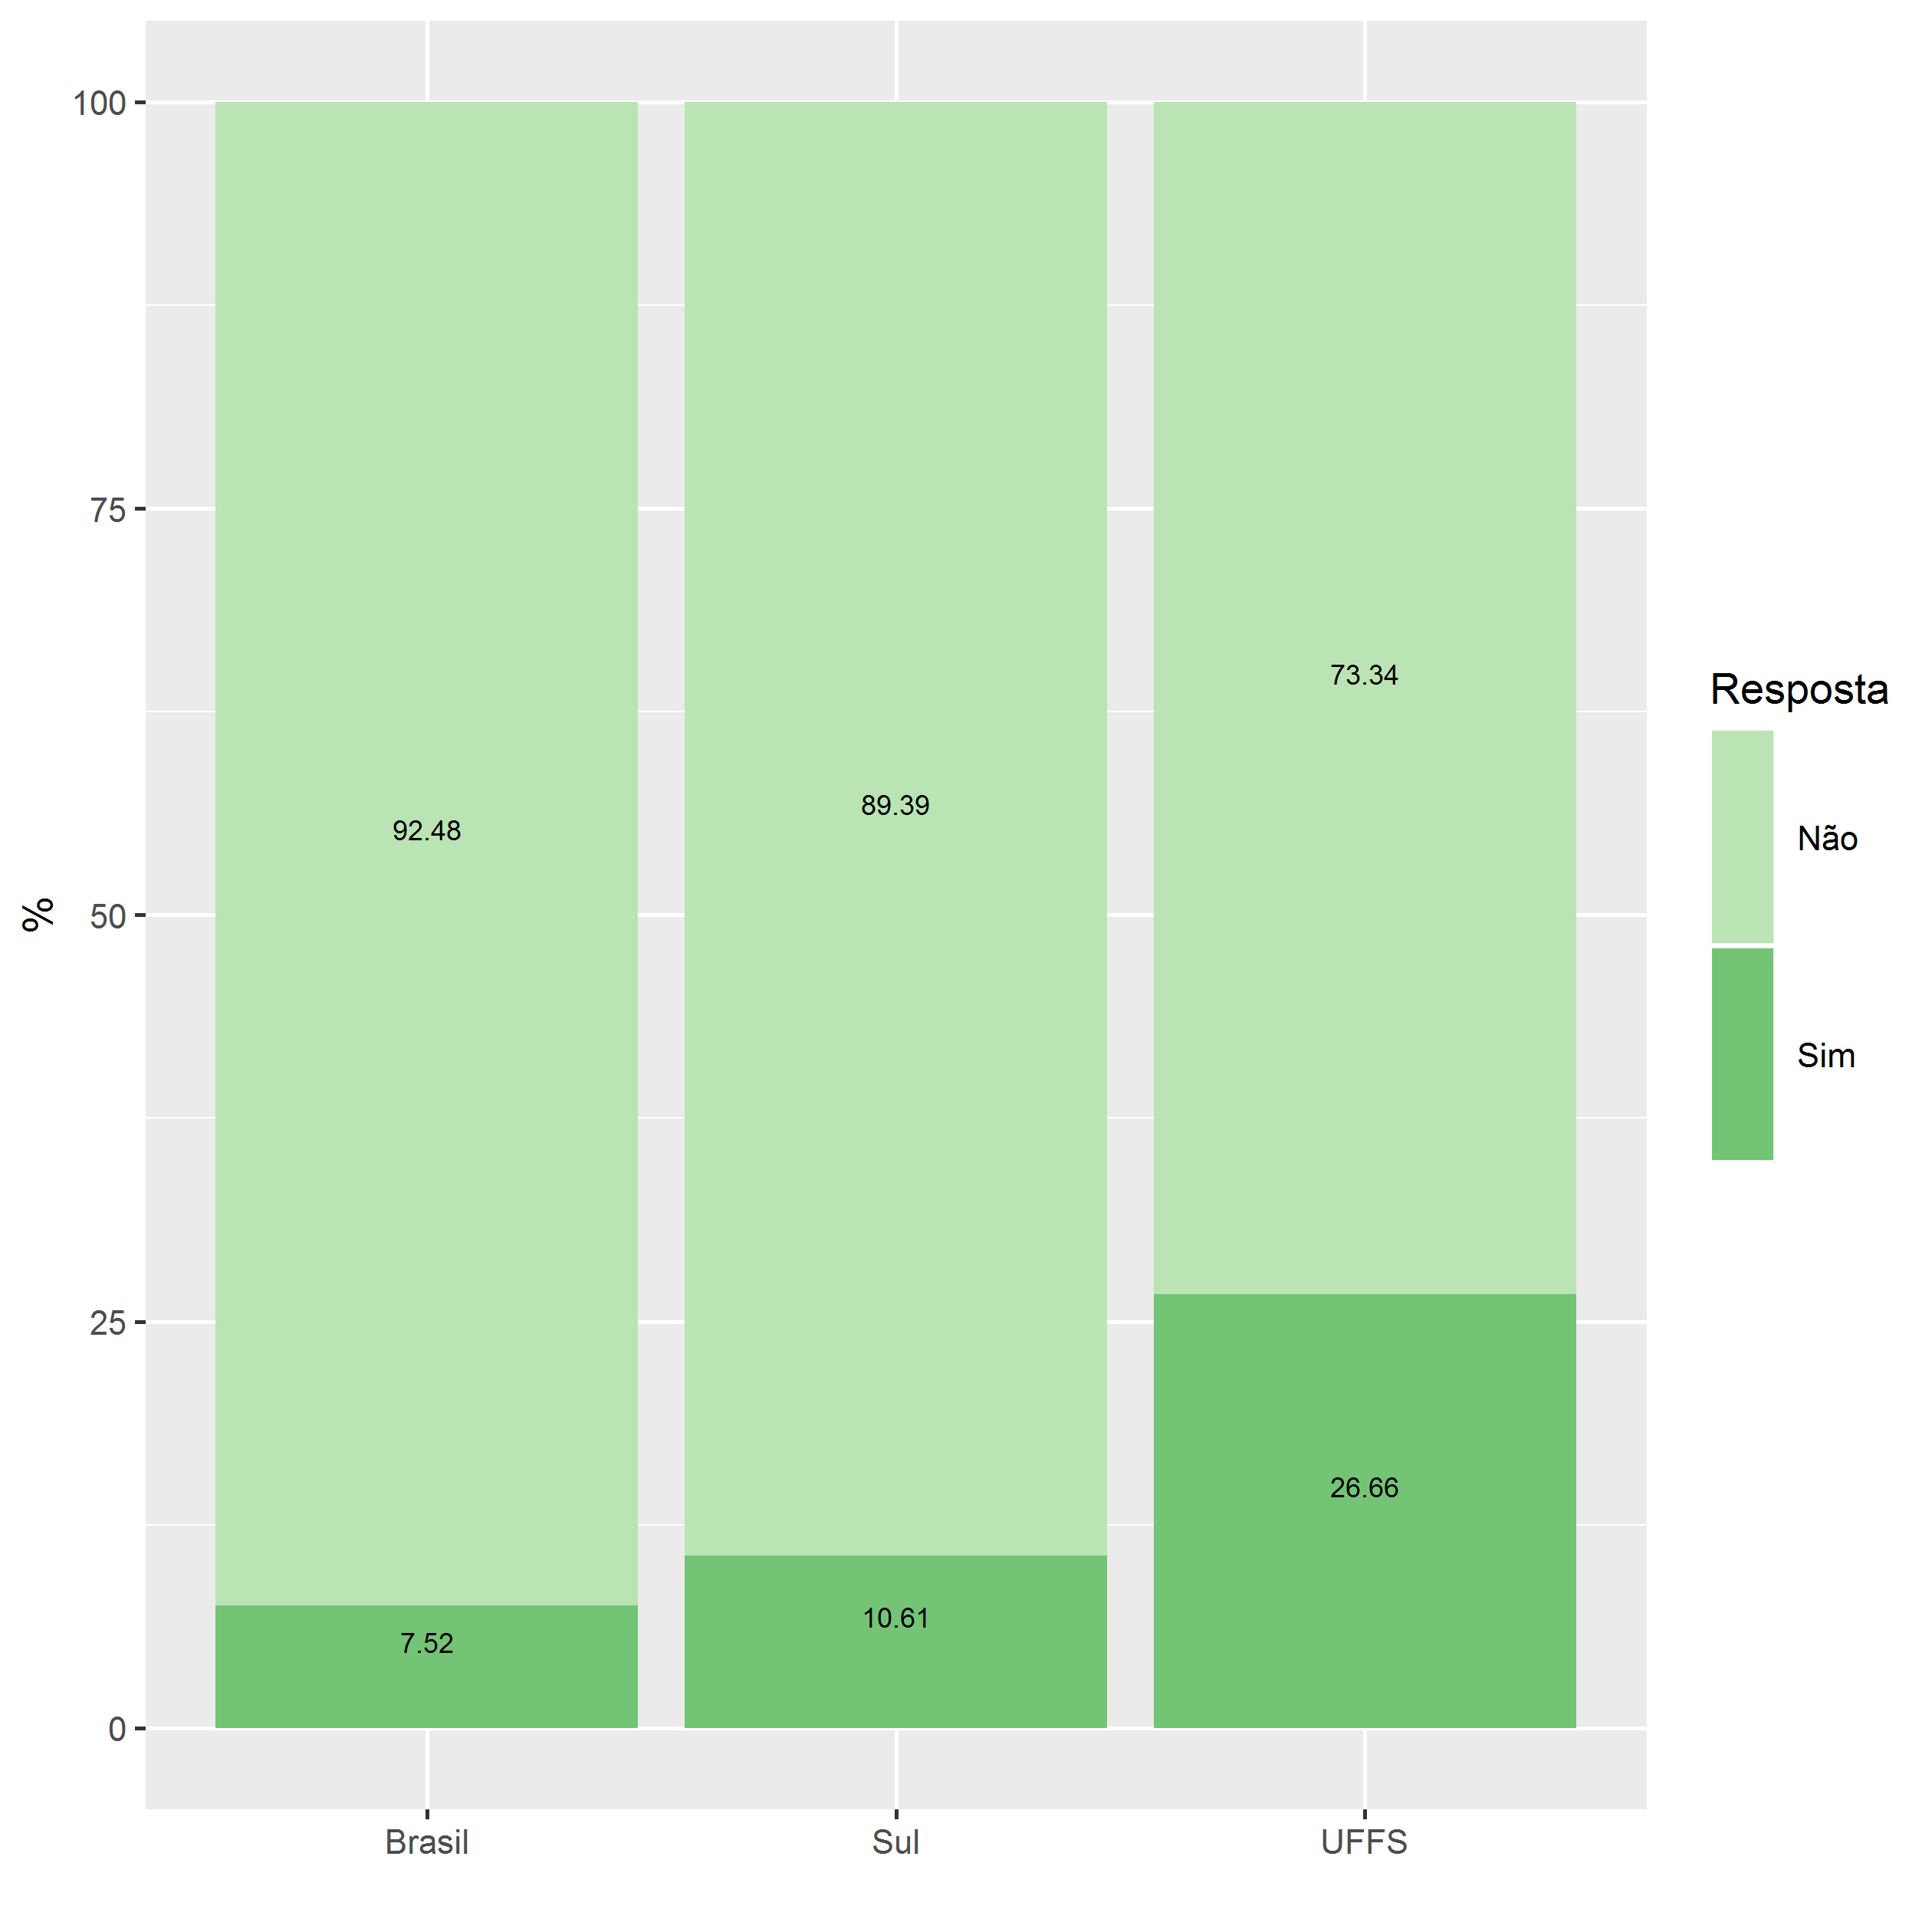 100
75
50
25
0
%
92.48
89.39
73.34
7.52
10.61
26.66
Brasil
Sul
UFFS
Resposta
Não
Sim